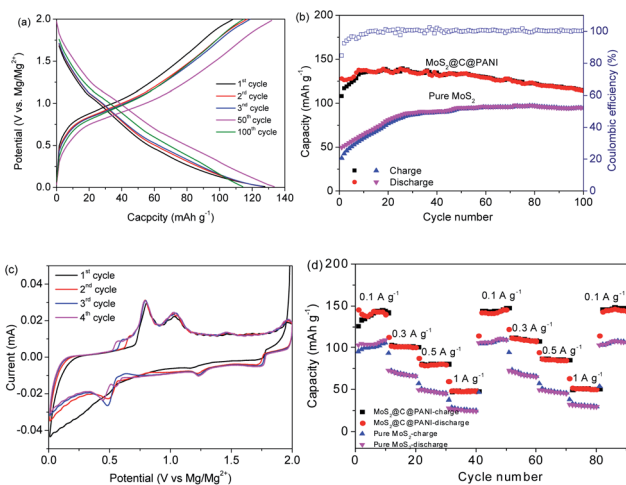 (a)
2.0
1.5
1.0
0.5
0.0
Potential (V vs. Mg/Mg²⁺)
1ˢᵗ cycle
2ʳᵈ cycle
3ʳᵈ cycle
50ᵗʰ cycle
100ᵗʰ cycle
0 20 40 60 80 100 120 140
Cacpcity (mAh g⁻¹)
(b)
200
150
100
50
0
Capacity (mAh g⁻¹)
MoS₂@C@PANI
Pure MoS₂
Charge
Discharge
100
80
60
40
20
0
Coulombic efficiency (%)
0 20 40 60 80 100
Cycle number
(c)
0.04
0.02
0.00
-0.02
-0.04
Current (mA)
1ˢᵗ cycle
2ⁿᵈ cycle
3ʳᵈ cycle
4ᵗʰ cycle
0.0 0.5 1.0 1.5 2.0
Potential (V vs Mg/Mg²⁺)
(d)
200
150
100
50
0
Capacity (mAh g⁻¹)
0.1 A g⁻¹
0.3 A g⁻¹
0.5 A g⁻¹
1 A g⁻¹
0.1 A g⁻¹
0.3 A g⁻¹
0.5 A g⁻¹
1 A g⁻¹
0.1 A g⁻¹
MoS₂@C@PANI-charge
MoS₂@C@PANI-discharge
Pure MoS₂-charge
Pure MoS₂-discharge
0 20 40 60 80
Cycle number